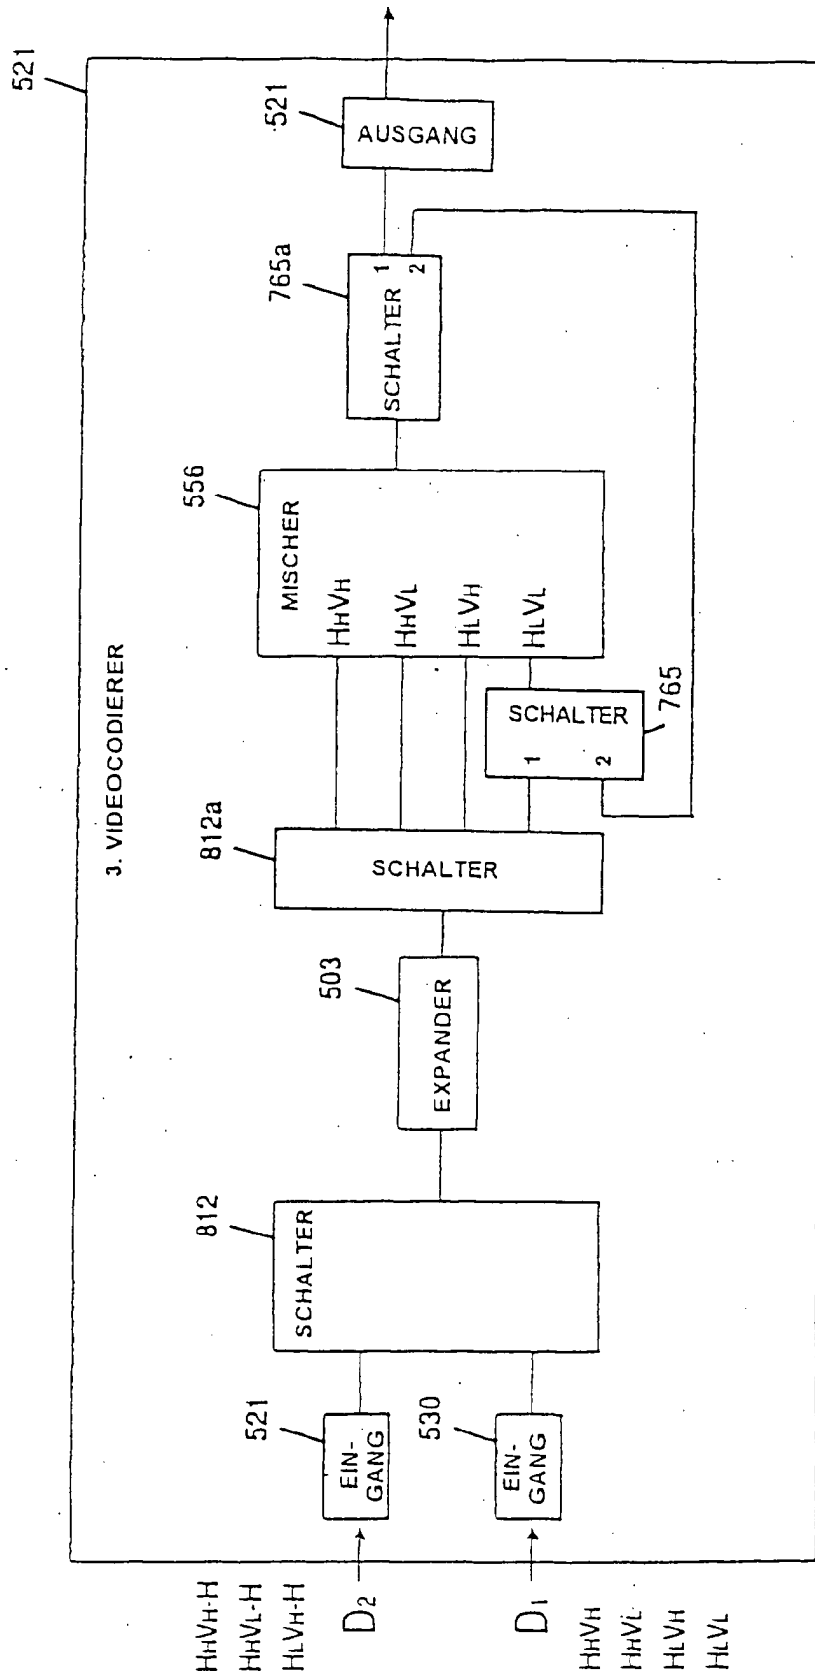 521
3. VIDEOCODIERER
HHVH-H
HHVL-H
HLVH-H
D2
521
EIN-
GANG
D1
HHVH
HHVL
HLVH
HLVL
530
EIN-
GANG
812
SCHALTER
503
EXPANDER
812a
SCHALTER
556
MISCHER
HHVH
HHVL
HLVH
HLVL
SCHALTER
1
2
765
765a
SCHALTER
1
2
521
AUSGANG